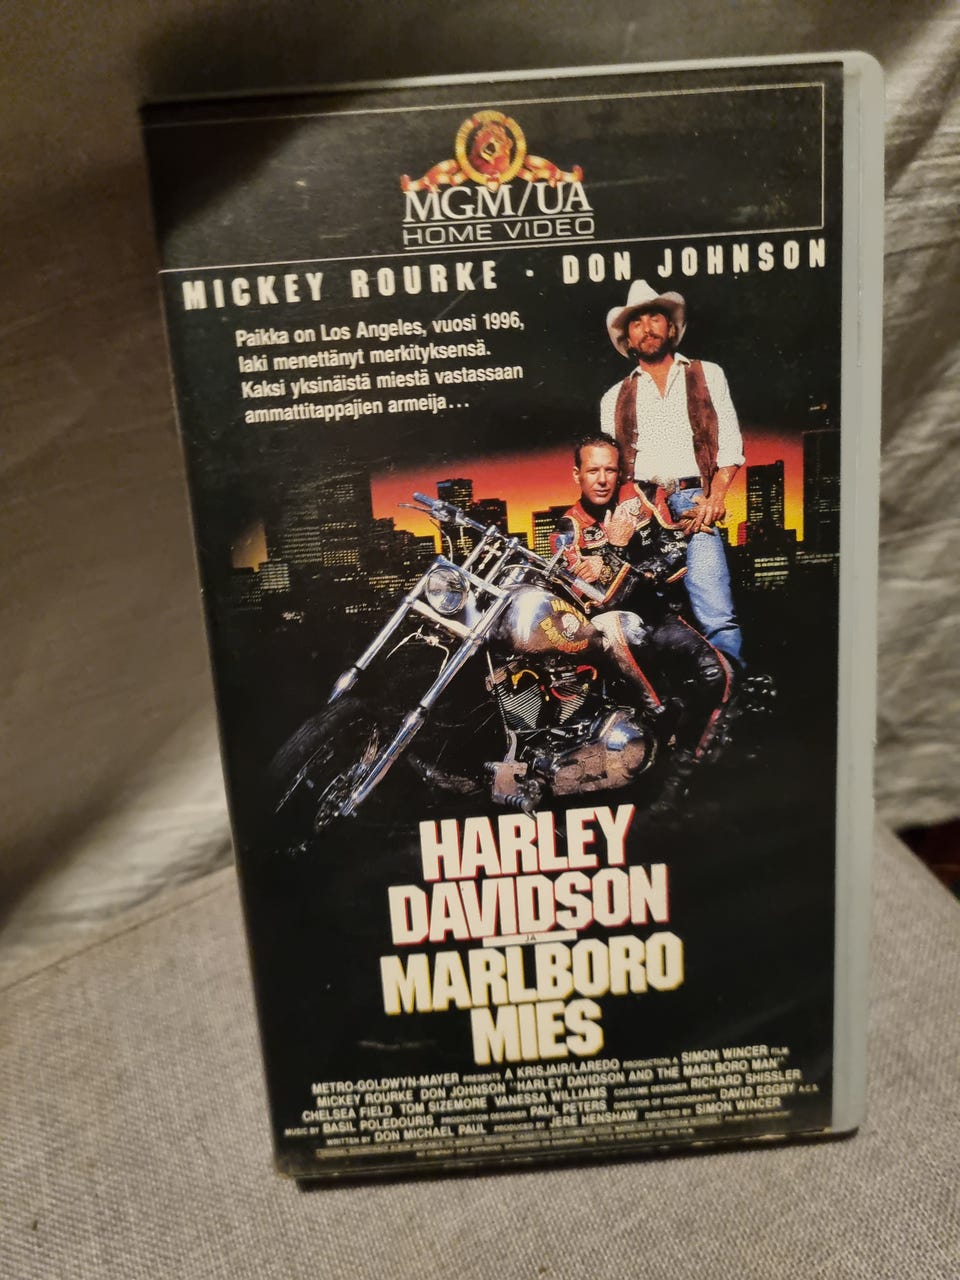 MGM/UA
HOME VIDEO
MICKEY ROURKE · DON JOHNSON
Paikka on Los Angeles, vuosi 1996,
laki menettänyt merkityksensä.
Kaksi yksinäistä miestä vastassaan
ammattitappajien armeija...
HARLEY
DAVIDSON
JA
MARLBORO
MIES
METRO-GOLDWYN-MAYER PRESENTS A KRISJAIR/LAREDO PRODUCTION A SIMON WINCER FILM
MICKEY ROURKE DON JOHNSON "HARLEY DAVIDSON AND THE MARLBORO MAN"
CHELSEA FIELD TOM SIZEMORE VANESSA WILLIAMS COSTUME DESIGNER RICHARD SHISSLER
MUSIC BY BASIL POLEDOURIS PRODUCTION DESIGNER PAUL PETERS DIRECTOR OF PHOTOGRAPHY DAVID EGGBY A.C.S.
WRITTEN BY DON MICHAEL PAUL PRODUCED BY JERE HENSHAW DIRECTED BY SIMON WINCER